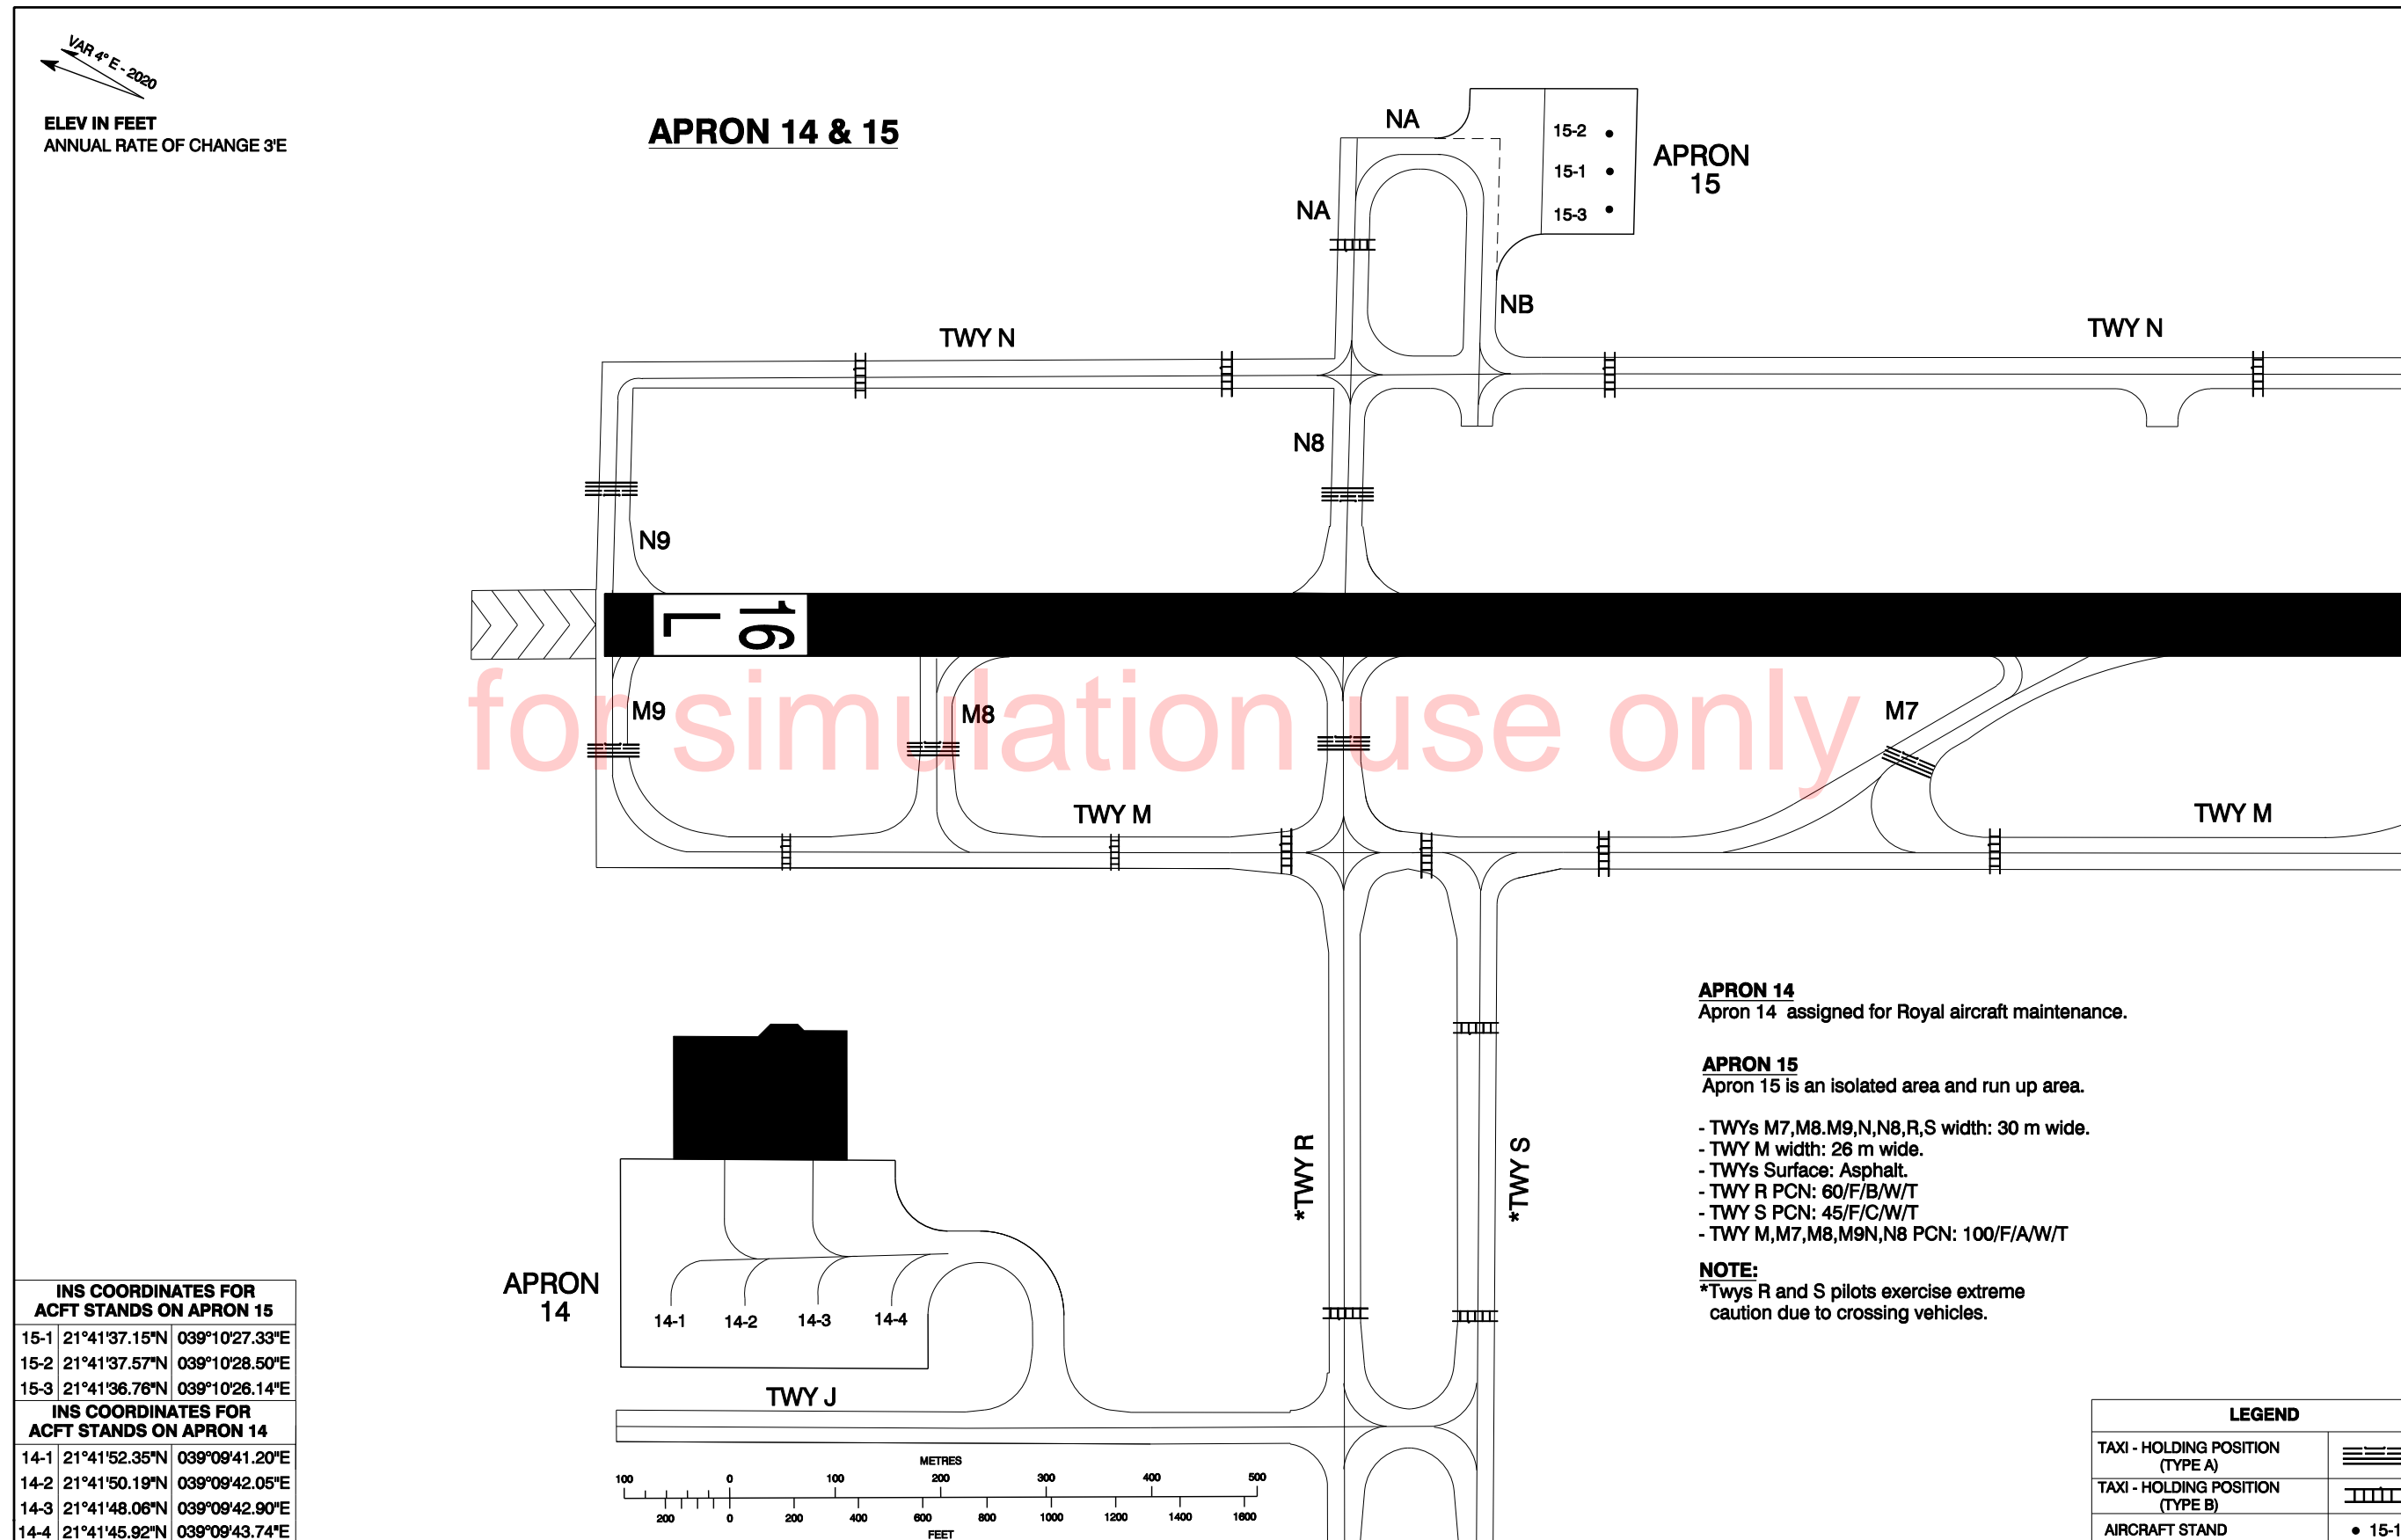 VAR 4° E - 2020
ELEV IN FEET
ANNUAL RATE OF CHANGE 3'E
APRON 14 & 15
NA
15-2
15-1
15-3
APRON
15
NA
NB
TWY N
TWY N
N8
N9
16
L
for simulation use only
M9
M8
M7
TWY M
TWY M
APRON 14
Apron 14 assigned for Royal aircraft maintenance.
APRON 15
Apron 15 is an isolated area and run up area.
- TWYs M7,M8.M9,N,N8,R,S width: 30 m wide.
- TWY M width: 26 m wide.
- TWYs Surface: Asphalt.
- TWY R PCN: 60/F/B/W/T
- TWY S PCN: 45/F/C/W/T
- TWY M,M7,M8,M9N,N8 PCN: 100/F/A/W/T
NOTE:
*Twys R and S pilots exercise extreme
caution due to crossing vehicles.
*TWY R
*TWY S
APRON
14
14-1
14-2
14-3
14-4
TWY J
INS COORDINATES FOR
ACFT STANDS ON APRON 15
15-1 21°41'37.15"N 039°10'27.33"E
15-2 21°41'37.57"N 039°10'28.50"E
15-3 21°41'36.76"N 039°10'26.14"E
INS COORDINATES FOR
ACFT STANDS ON APRON 14
14-1 21°41'52.35"N 039°09'41.20"E
14-2 21°41'50.19"N 039°09'42.05"E
14-3 21°41'48.06"N 039°09'42.90"E
14-4 21°41'45.92"N 039°09'43.74"E
METRES
100 0 100 200 300 400 500
200 0 200 400 600 800 1000 1200 1400 1600
FEET
LEGEND
TAXI - HOLDING POSITION
(TYPE A)
TAXI - HOLDING POSITION
(TYPE B)
AIRCRAFT STAND
• 15-1